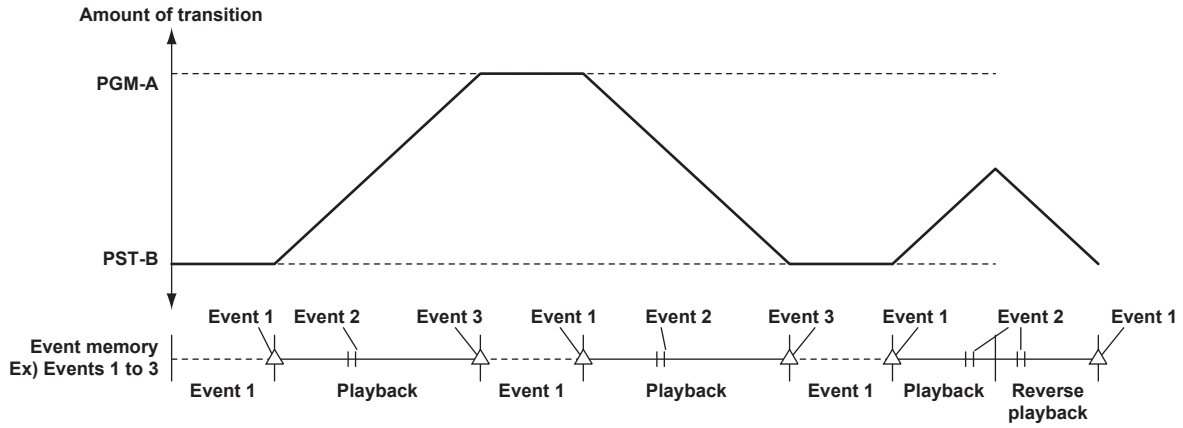 Amount of transition
PGM-A
PST-B
Event 1 Event 2 Event 3 Event 1 Event 2 Event 3 Event 1 Event 2 Event 1
Event memory
Ex) Events 1 to 3
Event 1 Playback Event 1 Playback Event 1 Playback Reverse
playback